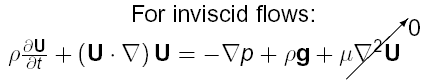 For inviscid flows:
ρ ∂U/∂t + (U · ∇) U = −∇p + ρg + μ∇²U 0